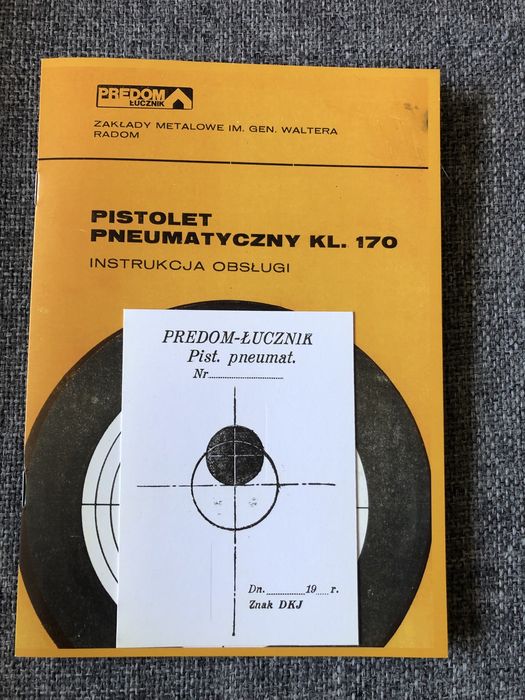 PREDOM
ŁUCZNIK
ZAKŁADY METALOWE IM. GEN. WALTERA
RADOM
PISTOLET
PNEUMATYCZNY KL. 170
INSTRUKCJA OBSŁUGI
PREDOM-ŁUCZNIK
Pist. pneumat.
Nr..............................
Dn..............19.....r.
Znak DKJ